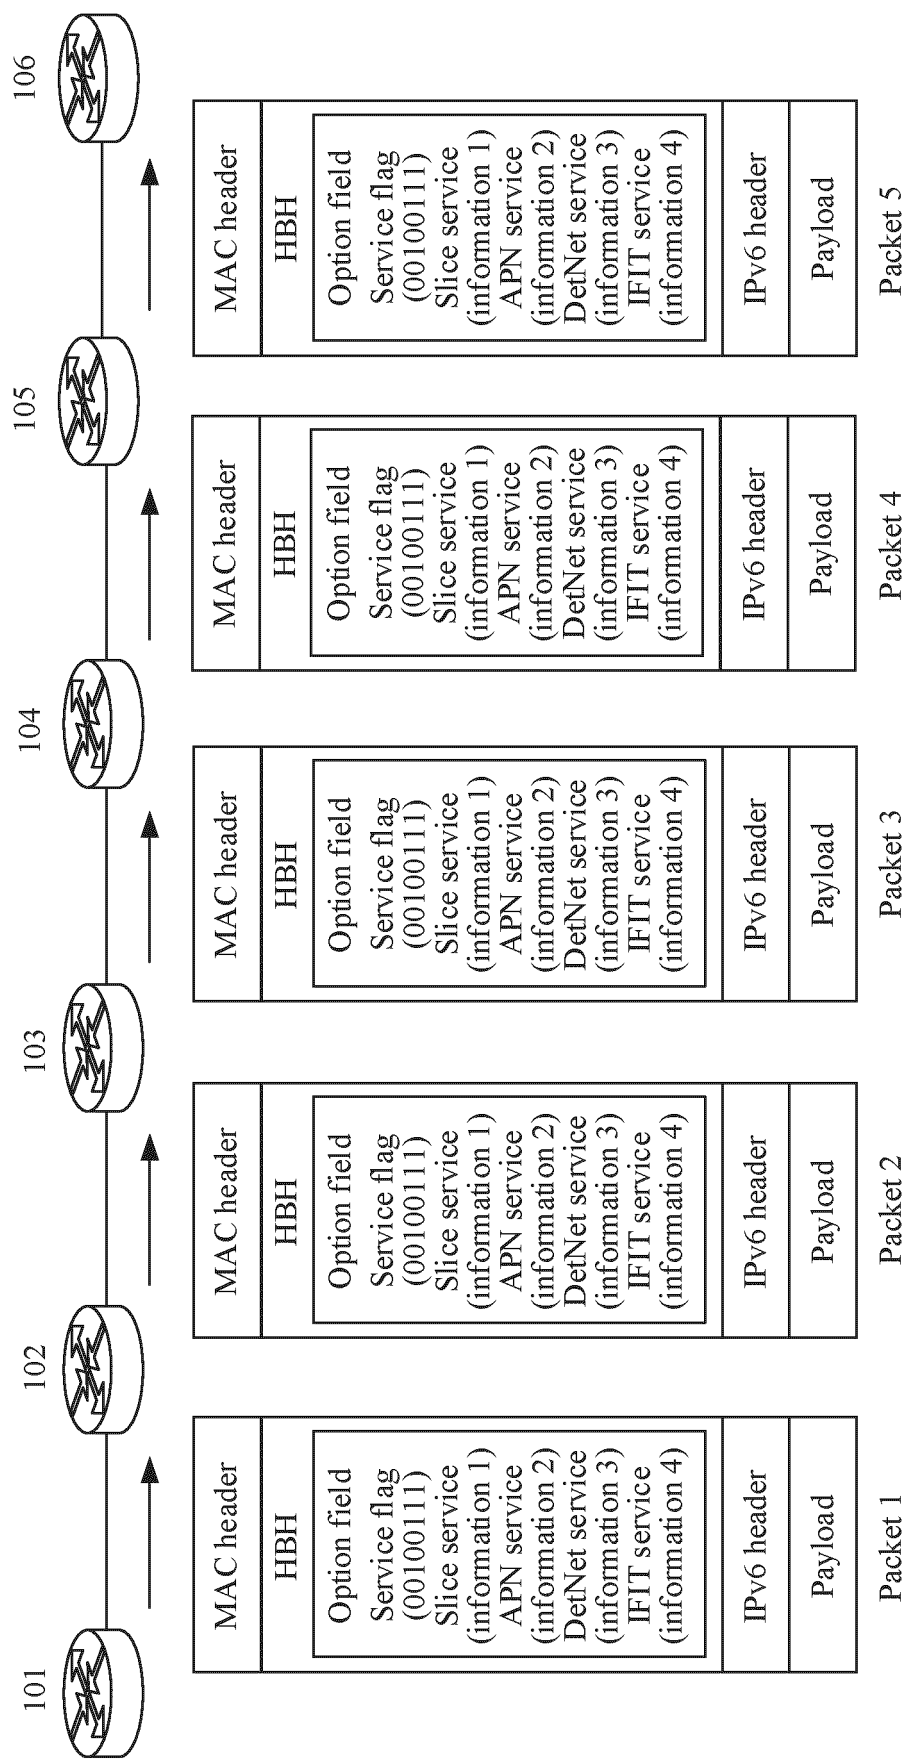 101
102
103
104
105
106
MAC header
HBH
Option field
Service flag
(00100111)
Slice service
(information 1)
APN service
(information 2)
DetNet service
(information 3)
IFIT service
(information 4)
IPv6 header
Payload
Packet 1
MAC header
HBH
Option field
Service flag
(00100111)
Slice service
(information 1)
APN service
(information 2)
DetNet service
(information 3)
IFIT service
(information 4)
IPv6 header
Payload
Packet 2
MAC header
HBH
Option field
Service flag
(00100111)
Slice service
(information 1)
APN service
(information 2)
DetNet service
(information 3)
IFIT service
(information 4)
IPv6 header
Payload
Packet 3
MAC header
HBH
Option field
Service flag
(00100111)
Slice service
(information 1)
APN service
(information 2)
DetNet service
(information 3)
IFIT service
(information 4)
IPv6 header
Payload
Packet 4
MAC header
HBH
Option field
Service flag
(00100111)
Slice service
(information 1)
APN service
(information 2)
DetNet service
(information 3)
IFIT service
(information 4)
IPv6 header
Payload
Packet 5